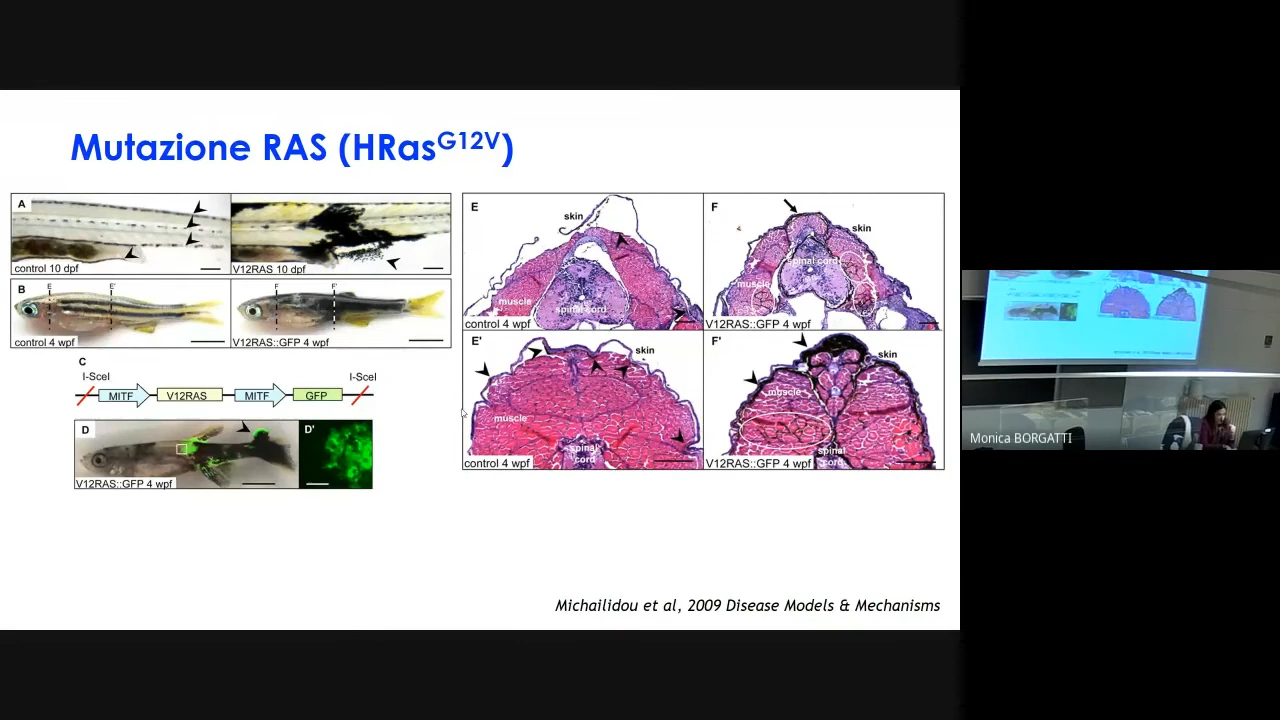 Mutazione RAS (HRasG12V)
A
control 10 dpf
V12RAS 10 dpf
B
E
E'
control 4 wpf
F
F'
V12RAS::GFP 4 wpf
C
I-SceI
I-SceI
MITF
V12RAS
MITF
GFP
D
V12RAS::GFP 4 wpf
D'
E
skin
muscle
spinal cord
control 4 wpf
F
skin
spinal cord
muscle
V12RAS::GFP 4 wpf
E'
skin
muscle
spinal
cord
control 4 wpf
F'
skin
muscle
spinal
cord
V12RAS::GFP 4 wpf
Michailidou et al, 2009 Disease Models & Mechanisms
Monica BORGATTI